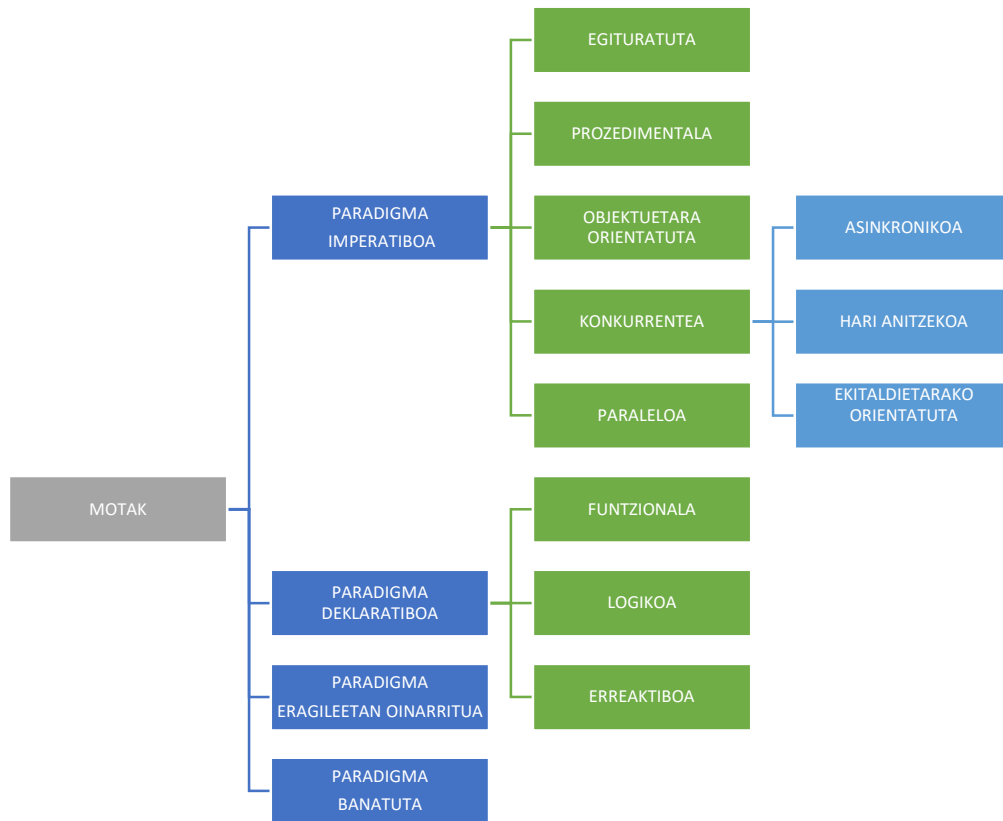 EGITURATUTA
PROZEDIMENTALA
PARADIGMA
IMPERATIBOA
OBJEKTUETARA
ORIENTATUTA
ASINKRONIKOA
KONKURRENTEA
HARI ANITZEKOA
PARALELOA
EKITALDIETARAKO
ORIENTATUTA
MOTAK
FUNTZIONALA
PARADIGMA
DEKLARATIBOA
LOGIKOA
PARADIGMA
ERAGILEETAN OINARRITUA
ERREAKTIBOA
PARADIGMA
BANATUTA